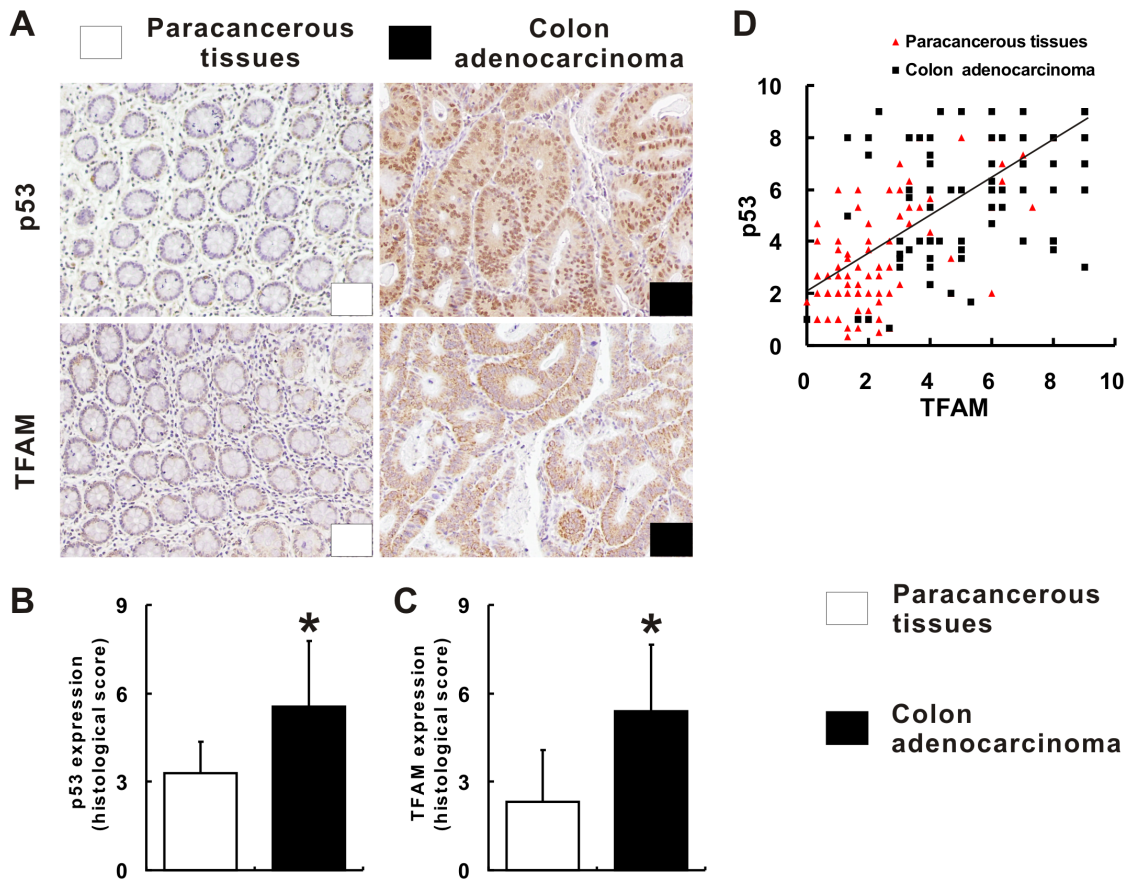 A
Paracancerous
tissues
Colon
adenocarcinoma
p53
TFAM
B
p53 expression
(histological score)
9
6
3
0
*
C
TFAM expression
(histological score)
9
6
3
0
*
D
Paracancerous tissues
Colon adenocarcinoma
p53
10
8
6
4
2
0
0 2 4 6 8 10
TFAM
Paracancerous
tissues
Colon
adenocarcinoma